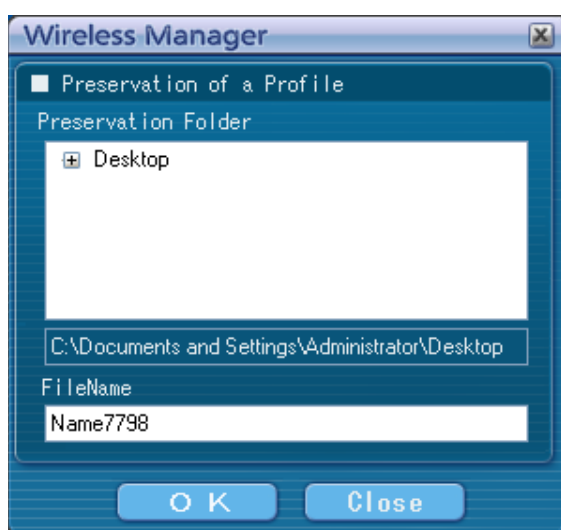 Wireless Manager
Preservation of a Profile
Preservation Folder
Desktop
C:\Documents and Settings\Administrator\Desktop
FileName
Name7798
O K
Close